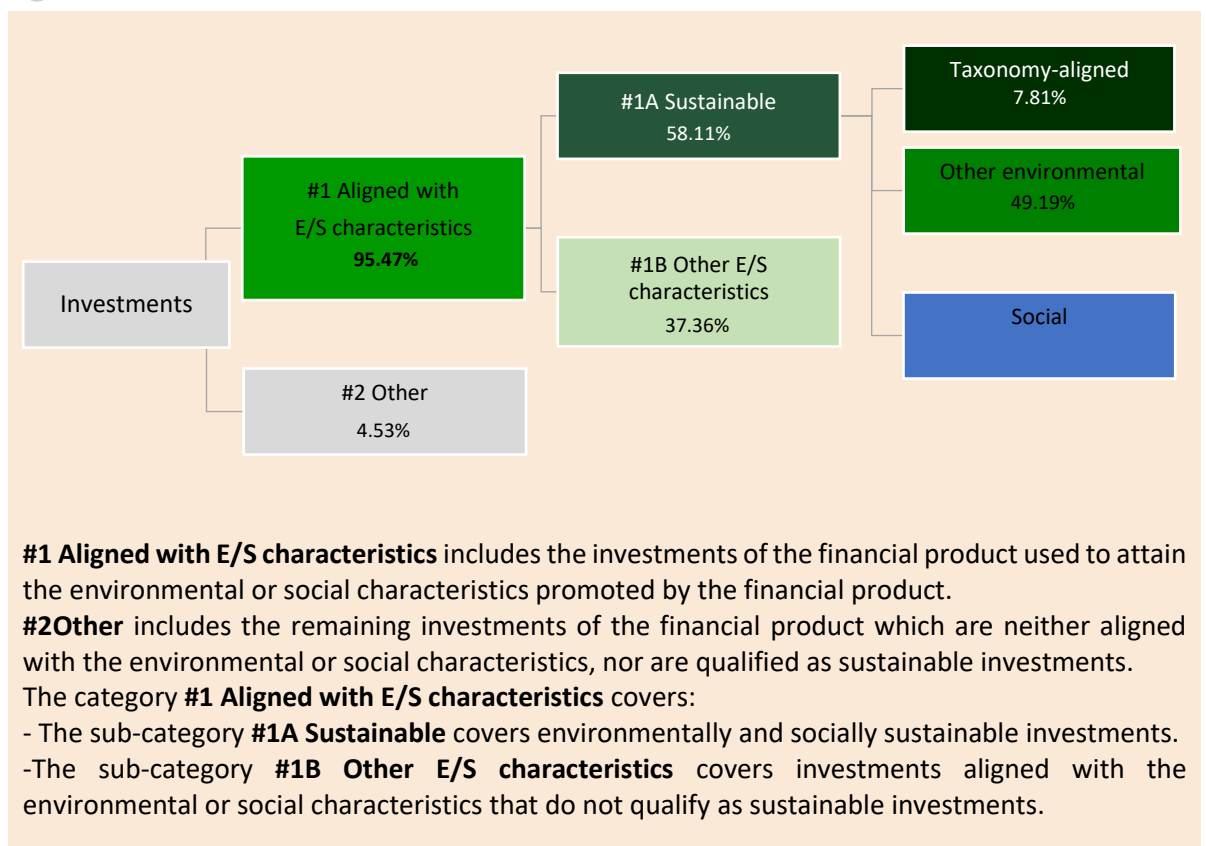 Investments
#1 Aligned with
E/S characteristics
95.47%
#2 Other
4.53%
#1A Sustainable
58.11%
#1B Other E/S
characteristics
37.36%
Taxonomy-aligned
7.81%
Other environmental
49.19%
Social
#1 Aligned with E/S characteristics includes the investments of the financial product used to attain
the environmental or social characteristics promoted by the financial product.
#2Other includes the remaining investments of the financial product which are neither aligned
with the environmental or social characteristics, nor are qualified as sustainable investments.
The category #1 Aligned with E/S characteristics covers:
- The sub-category #1A Sustainable covers environmentally and socially sustainable investments.
-The sub-category #1B Other E/S characteristics covers investments aligned with the
environmental or social characteristics that do not qualify as sustainable investments.